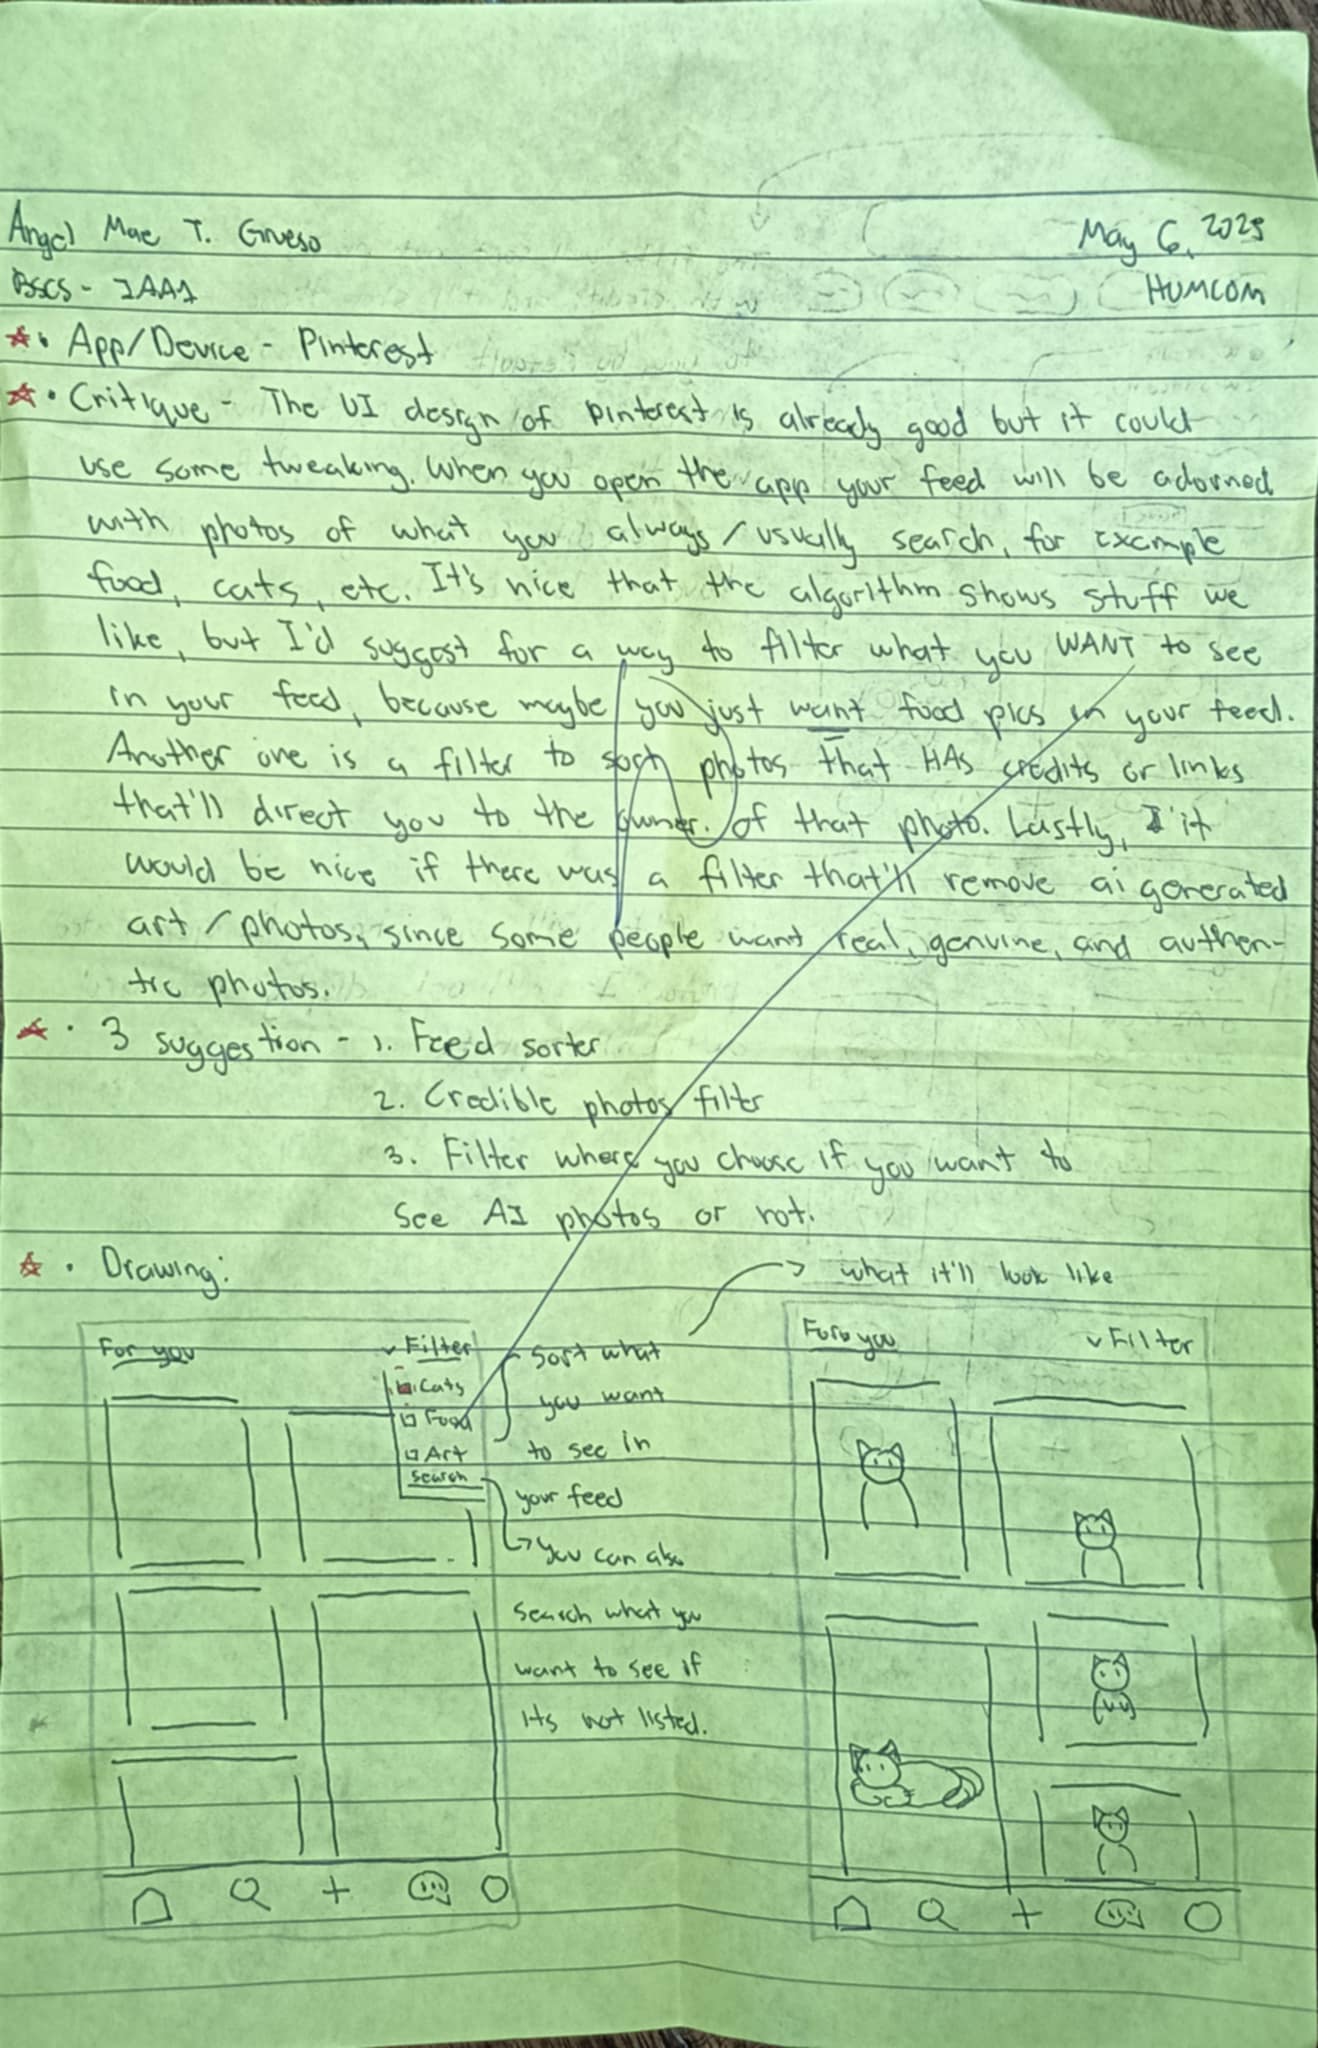 Angel Mae T. Grueso
May 6, 2025
BSCS - 1AA1
HUMCOM
App/Device - Pinterest
Critique - The UI design of pinterest is already good but it could
use some tweaking. When you open the app your feed will be adorned
with photos of what you always/usually search, for example
food, cats, etc. It's nice that the algorithm shows stuff we
like, but I'd suggest for a way to filter what you WANT to see
in your feed, because maybe you just want food pics in your feed.
Another one is a filter to sort photos that HAs credits or links
that'll direct you to the owner. of that photo. Lastly, it
would be nice if there was a filter that'll remove ai generated
art/photos, since some people want real, genuine, and authen-
tic photos.
3 suggestion - 1. Feed sorter
2. Credible photos filter
3. Filter where you choose if you want to
see AI photos or not.
Drawing:
what it'll look like
For you
Filter
Cats
Food
Art
Search
Sort what
you want
to see in
your feed
you can also
search what you
want to see if
its not listed.
For you
Filter